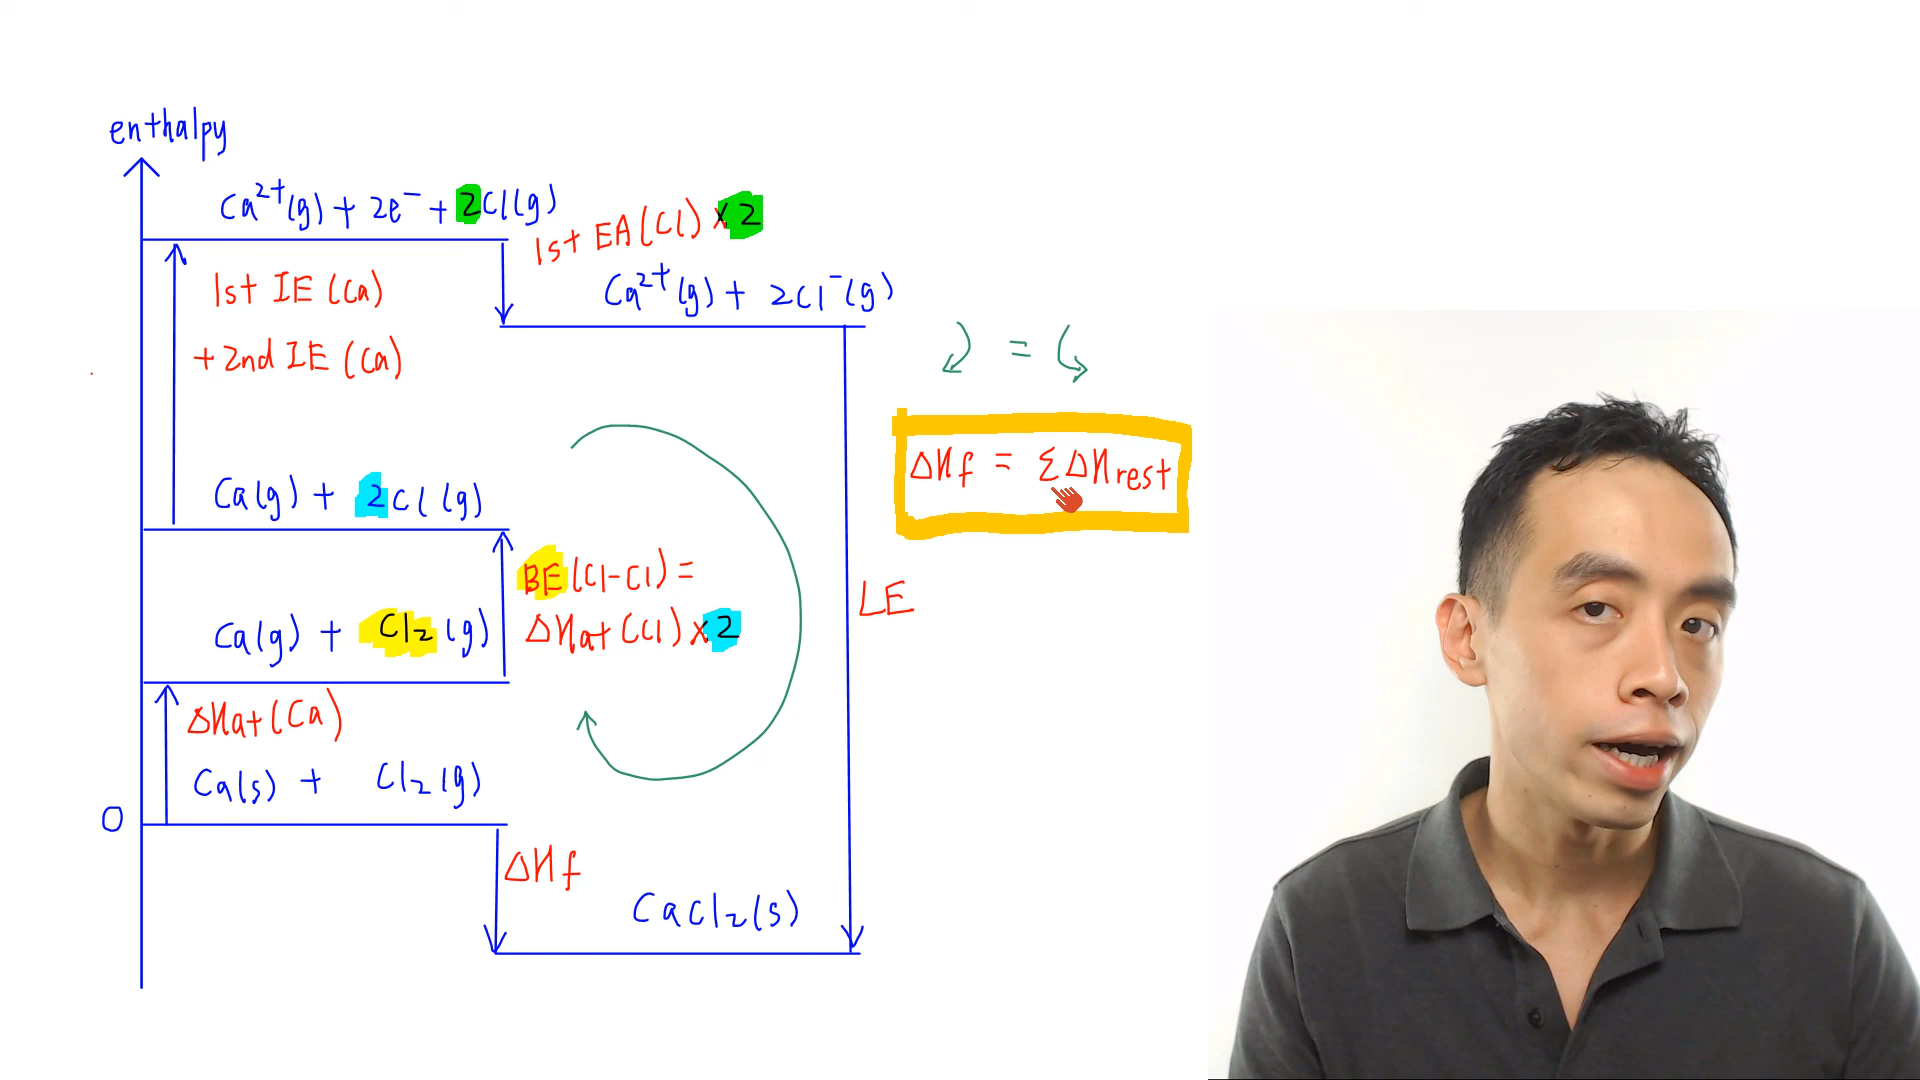 enthalpy
Ca²⁺(g) + 2e⁻ + 2Cl(g)
1st EA(Cl) × 2
1st IE (Ca)
+ 2nd IE (Ca)
Ca²⁺(g) + 2Cl⁻(g)
= 
ΔHf = ΣΔHrest
Ca(g) + 2Cl(g)
BE(Cl-Cl) =
ΔHat(Cl) × 2
LE
Ca(g) + Cl₂(g)
ΔHat(Ca)
Ca(s) + Cl₂(g)
0
ΔHf
CaCl₂(s)